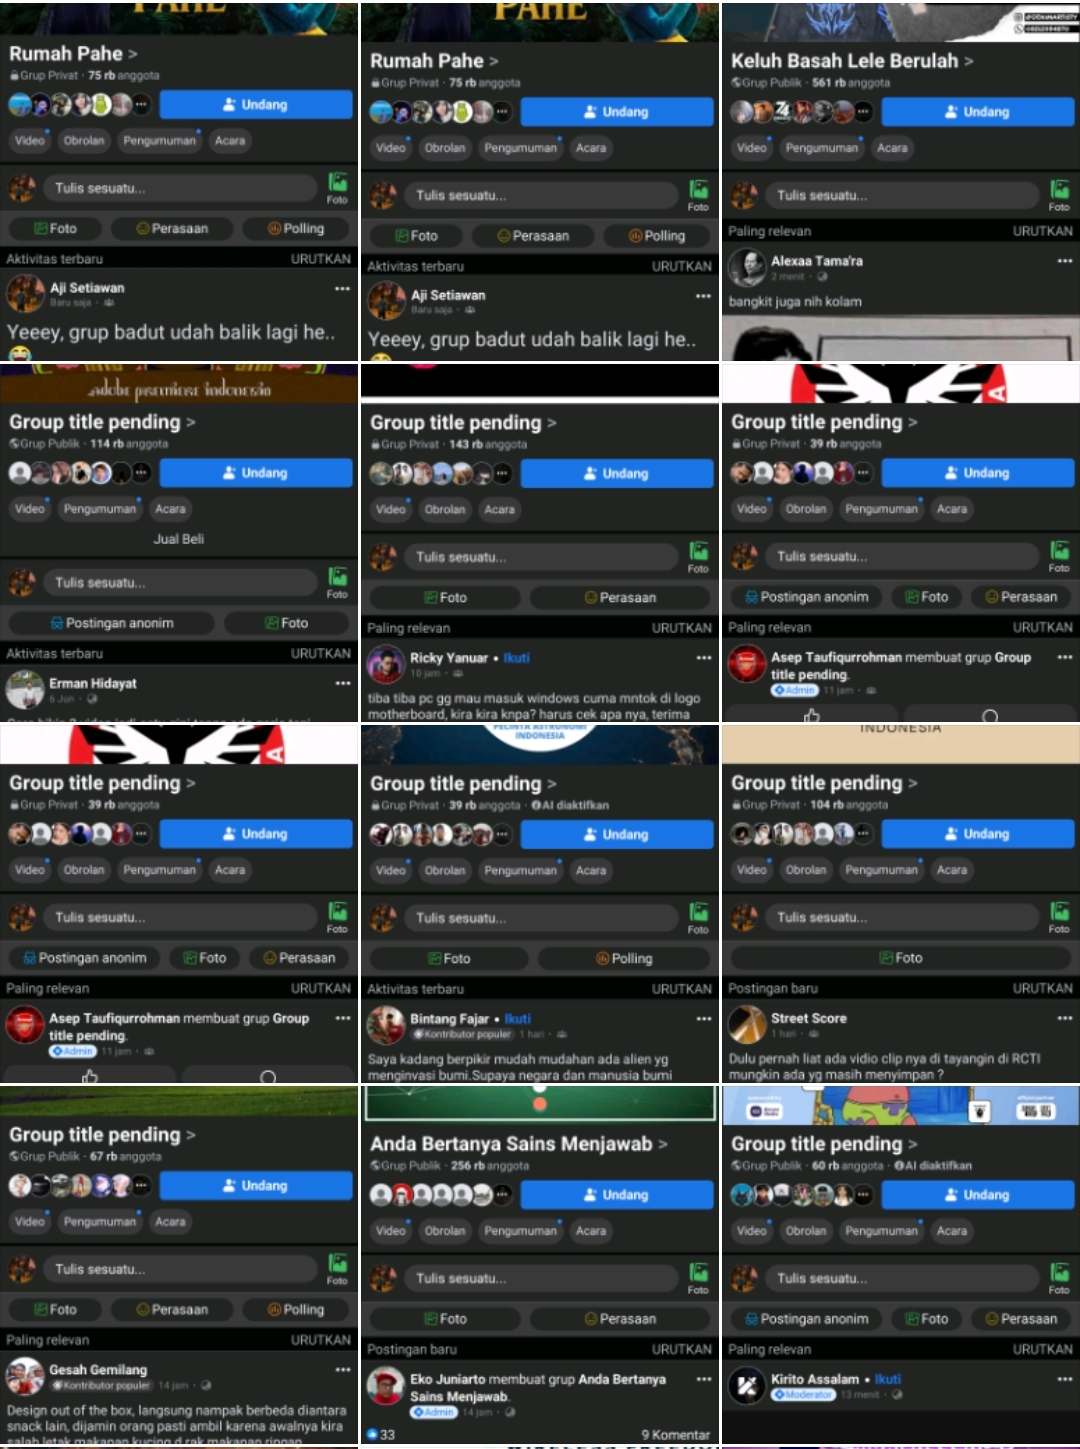 PAHE
Rumah Pahe >
Grup Privat · 75 rb anggota
Undang
Video Obrolan Pengumuman Acara
Tulis sesuatu...
Foto
Foto Perasaan Polling
Aktivitas terbaru URUTKAN
Aji Setiawan
Baru saja
Yeeey, grup badut udah balik lagi he..
PAHE
Rumah Pahe >
Grup Privat · 75 rb anggota
Undang
Video Obrolan Pengumuman Acara
Tulis sesuatu...
Foto
Foto Perasaan Polling
Aktivitas terbaru URUTKAN
Aji Setiawan
Baru saja
Yeeey, grup badut udah balik lagi he..
Keluh Basah Lele Berulah >
Grup Publik · 561 rb anggota
Undang
Video Pengumuman Acara
Tulis sesuatu...
Foto
Paling relevan URUTKAN
Alexaa Tama'ra
2 menit
bangkit juga nih kolam
adobe premiere indonesia
Group title pending >
Grup Publik · 114 rb anggota
Undang
Video Pengumuman Acara
Jual Beli
Tulis sesuatu...
Foto
Postingan anonim Foto
Aktivitas terbaru URUTKAN
Erman Hidayat
6 Jun
Group title pending >
Grup Privat · 143 rb anggota
Undang
Video Obrolan Acara
Tulis sesuatu...
Foto
Foto Perasaan
Paling relevan URUTKAN
Ricky Yanuar • Ikuti
10 jam
tiba tiba pc gg mau masuk windows cuma mntok di logo
motherboard, kira kira knpa? harus cek apa nya, terima
A
Group title pending >
Grup Privat · 39 rb anggota
Undang
Video Obrolan Pengumuman Acara
Tulis sesuatu...
Foto
Postingan anonim Foto Perasaan
Paling relevan URUTKAN
Asep Taufiqurrohman membuat grup Group
title pending.
Admin 11 jam
A
Group title pending >
Grup Privat · 39 rb anggota
Undang
Video Obrolan Pengumuman Acara
Tulis sesuatu...
Foto
Postingan anonim Foto Perasaan
Paling relevan URUTKAN
Asep Taufiqurrohman membuat grup Group
title pending.
Admin 11 jam
PECINTA ASTRONOMI
INDONESIA
Group title pending >
Grup Privat · 39 rb anggota · AI diaktifkan
Undang
Video Obrolan Pengumuman Acara
Tulis sesuatu...
Foto
Foto Polling
Aktivitas terbaru URUTKAN
Bintang Fajar • Ikuti
Kontributor populer 1 hari
Saya kadang berpikir mudah mudahan ada alien yg
menginvasi bumi.Supaya negara dan manusia bumi
INDONESIA
Group title pending >
Grup Privat · 104 rb anggota
Undang
Video Obrolan Pengumuman Acara
Tulis sesuatu...
Foto
Foto
Postingan baru URUTKAN
Street Score
1 hari
Dulu pernah liat ada vidio clip nya di tayangin di RCTI
mungkin ada yg masih menyimpan ?
Group title pending >
Grup Publik · 67 rb anggota
Undang
Video Pengumuman Acara
Tulis sesuatu...
Foto
Foto Perasaan Polling
Paling relevan URUTKAN
Gesah Gemilang
Kontributor populer 14 jam
Design out of the box, langsung nampak berbeda diantara
snack lain, dijamin orang pasti ambil karena awalnya kira
salah letak makanan kucing d rak makanan ringan
Anda Bertanya Sains Menjawab >
Grup Publik · 256 rb anggota
Undang
Video Obrolan Pengumuman Acara
Tulis sesuatu...
Foto
Foto Perasaan
Postingan baru URUTKAN
Eko Juniarto membuat grup Anda Bertanya
Sains Menjawab.
Admin 14 jam
33 9 Komentar
Group title pending >
Grup Publik · 60 rb anggota · AI diaktifkan
Undang
Video Obrolan Pengumuman Acara
Tulis sesuatu...
Foto
Postingan anonim Foto Perasaan
Paling relevan URUTKAN
Kirito Assalam • Ikuti
Moderator 13 menit